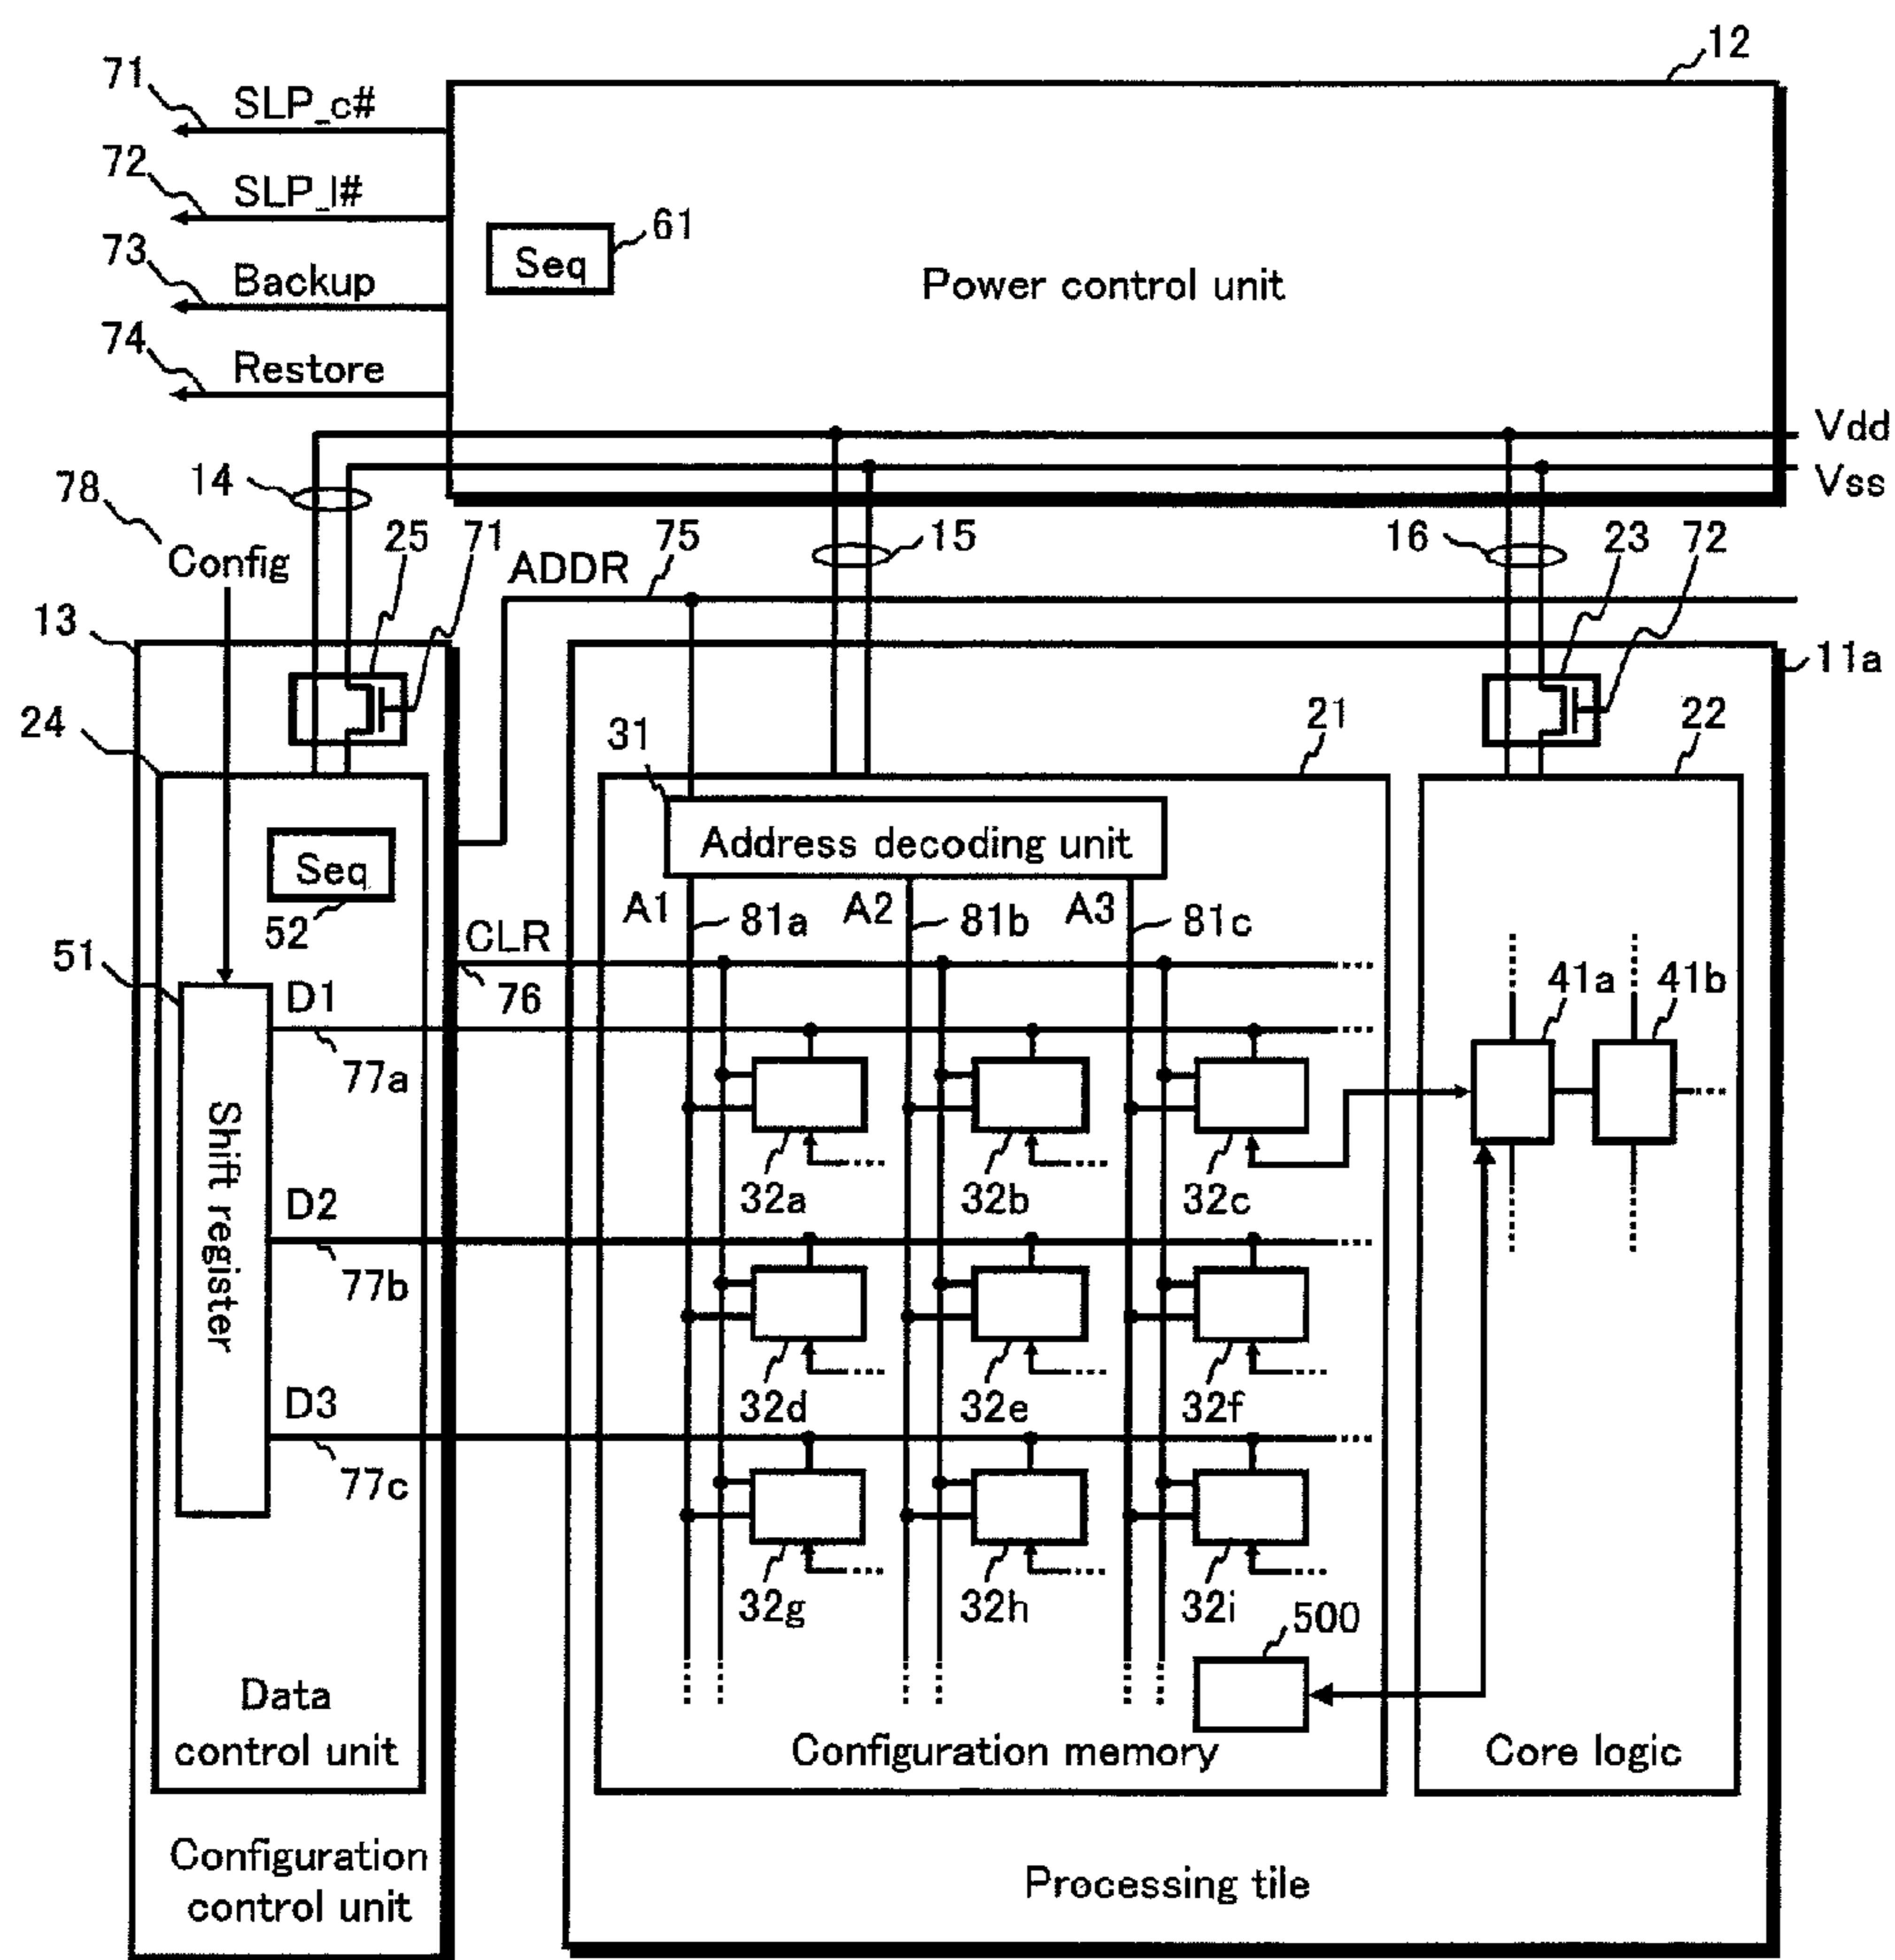 12
71
SLP_c#
72
SLP_l#
73
Backup
74
Restore
Seq
61
Power control unit
Vdd
Vss
78
Config
14
25
71
75
ADDR
15
16
23
72
13
11a
24
31
21
22
Address decoding unit
Seq
52
A1
81a
A2
81b
A3
81c
CLR
76
51
41a
41b
D1
77a
Shift register
32a
32b
32c
D2
77b
32d
32e
32f
D3
77c
32g
32h
32i
500
Data
control unit
Configuration memory
Core logic
Configuration
control unit
Processing tile